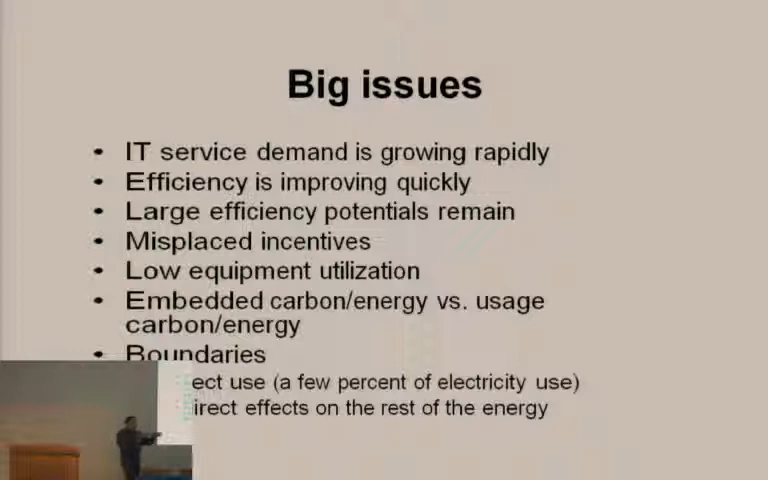 Big issues
• IT service demand is growing rapidly
• Efficiency is improving quickly
• Large efficiency potentials remain
• Misplaced incentives
• Low equipment utilization
• Embedded carbon/energy vs. usage
carbon/energy
• Boundaries
ect use (a few percent of electricity use)
irect effects on the rest of the energy